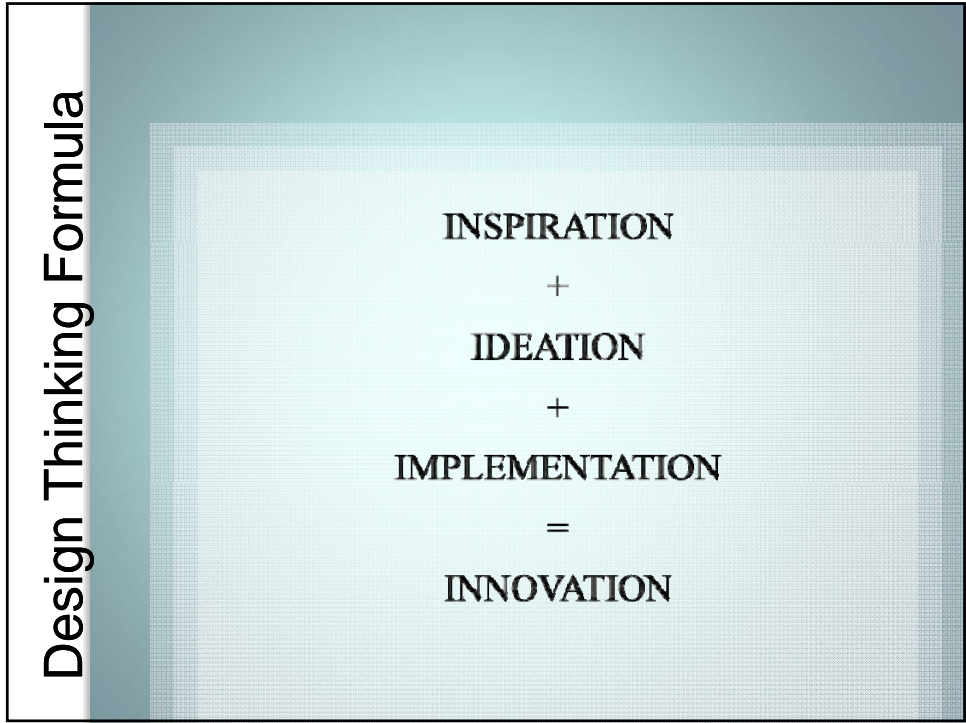 Design Thinking Formula
INSPIRATION
+
IDEATION
+
IMPLEMENTATION
=
INNOVATION